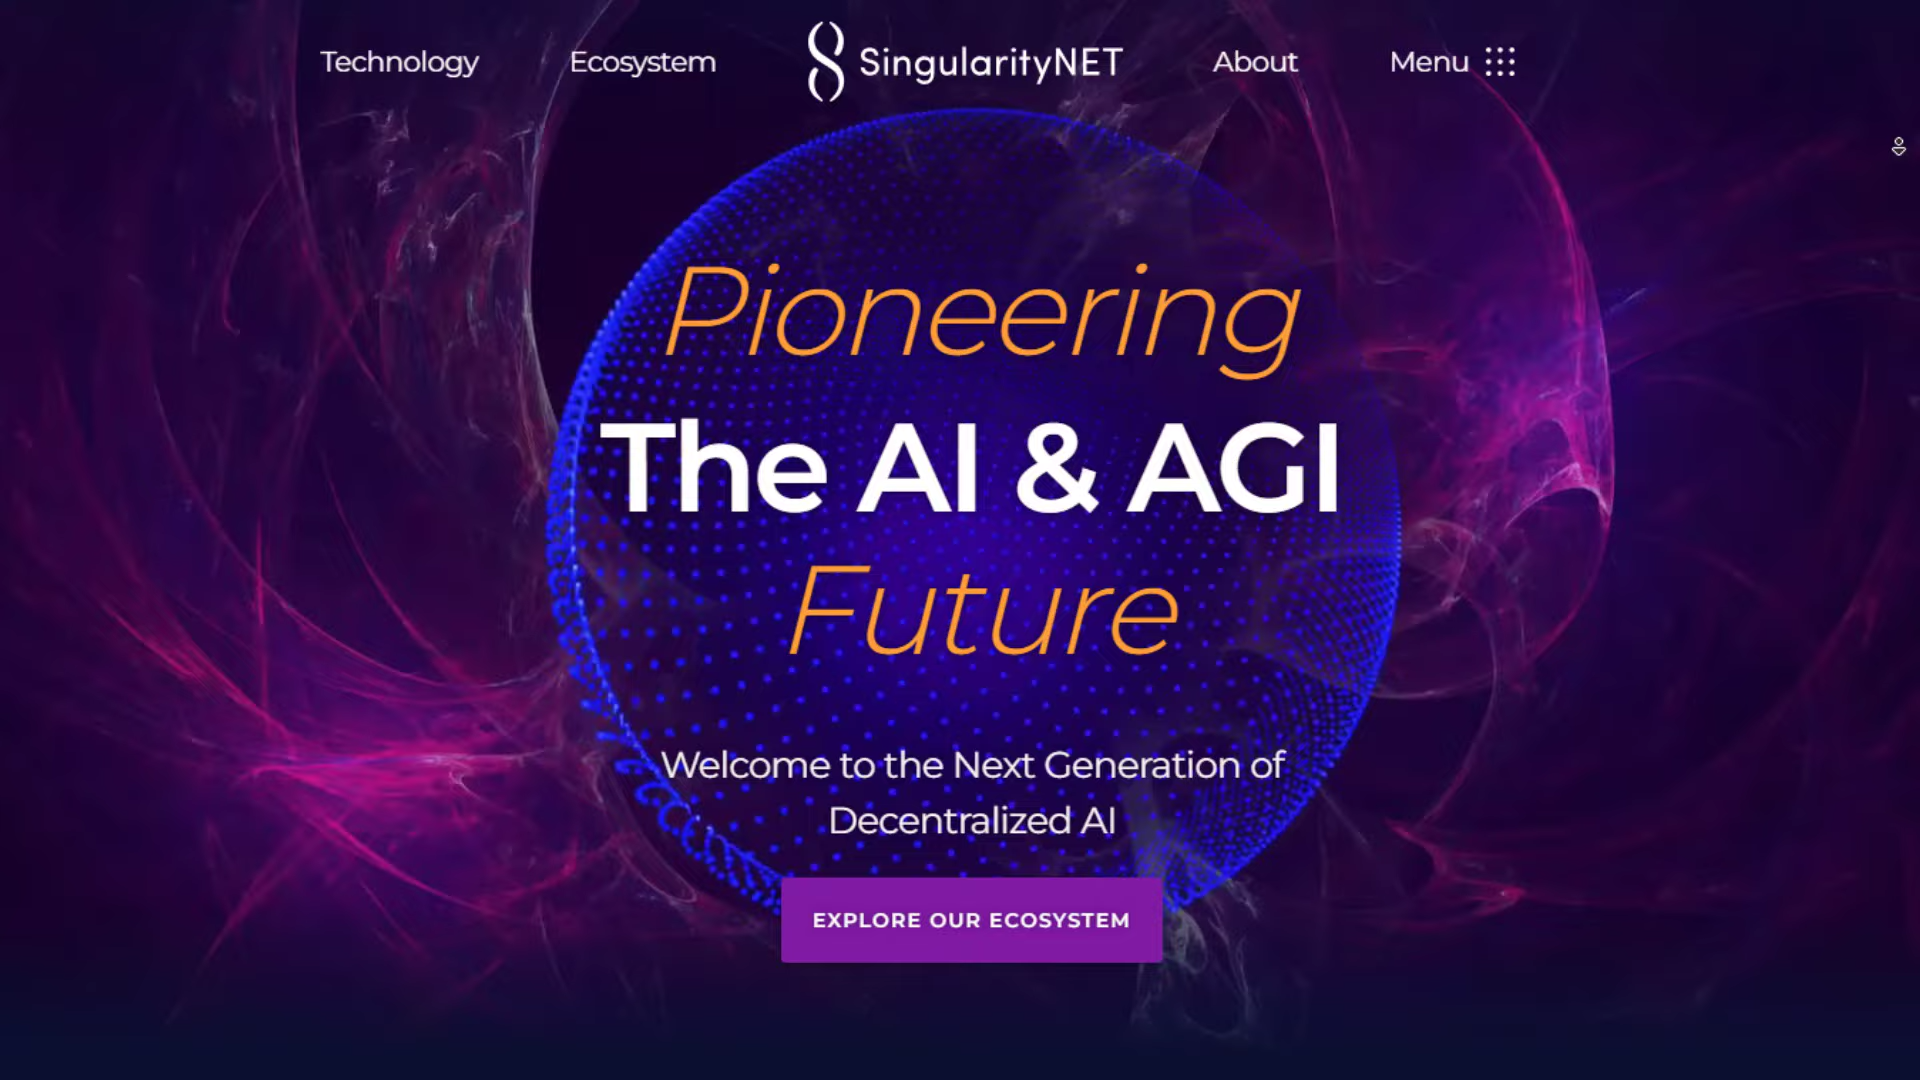 Technology
Ecosystem
SingularityNET
About
Menu
Pioneering
The AI & AGI
Future
Welcome to the Next Generation of
Decentralized AI
EXPLORE OUR ECOSYSTEM